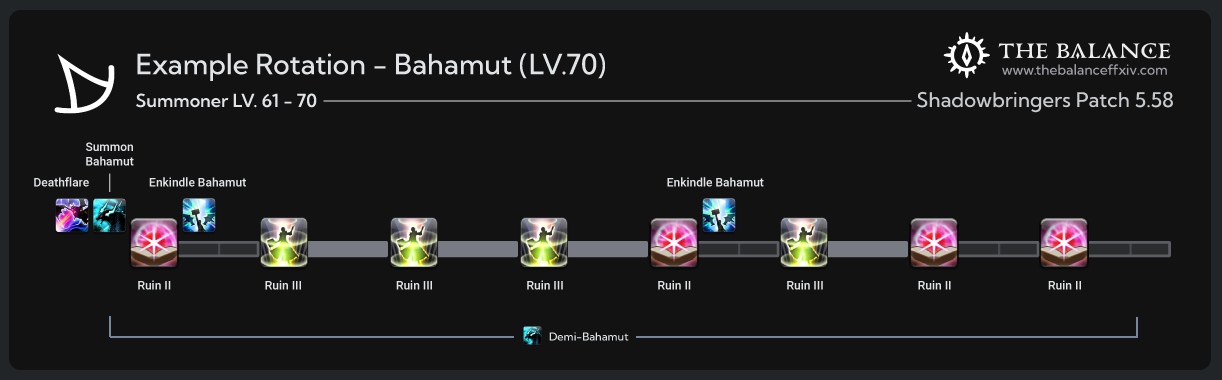 Example Rotation - Bahamut (LV.70)
THE BALANCE
www.thebalanceffxiv.com
Summoner LV. 61 - 70
Shadowbringers Patch 5.58
Summon
Bahamut
Deathflare
Enkindle Bahamut
Enkindle Bahamut
Ruin II
Ruin III
Ruin III
Ruin III
Ruin II
Ruin III
Ruin II
Ruin II
Demi-Bahamut